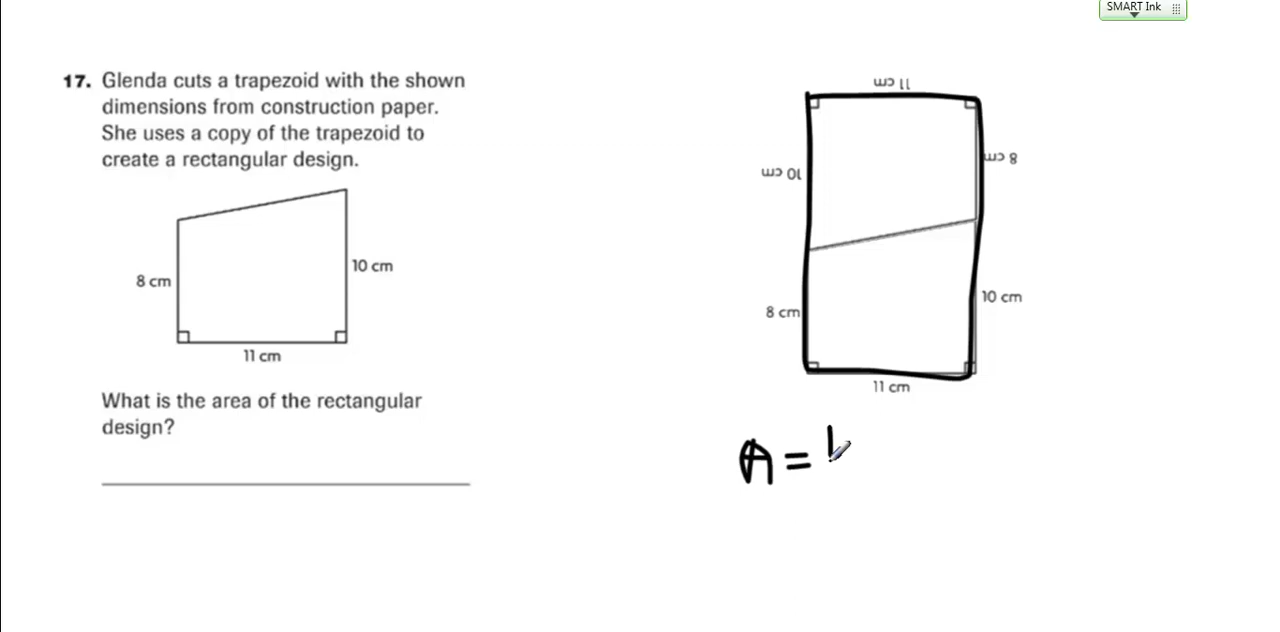 SMART Ink
17. Glenda cuts a trapezoid with the shown
dimensions from construction paper.
She uses a copy of the trapezoid to
create a rectangular design.
8 cm
10 cm
11 cm
What is the area of the rectangular
design?
11 cm
10 cm
8 cm
8 cm
10 cm
11 cm
A =